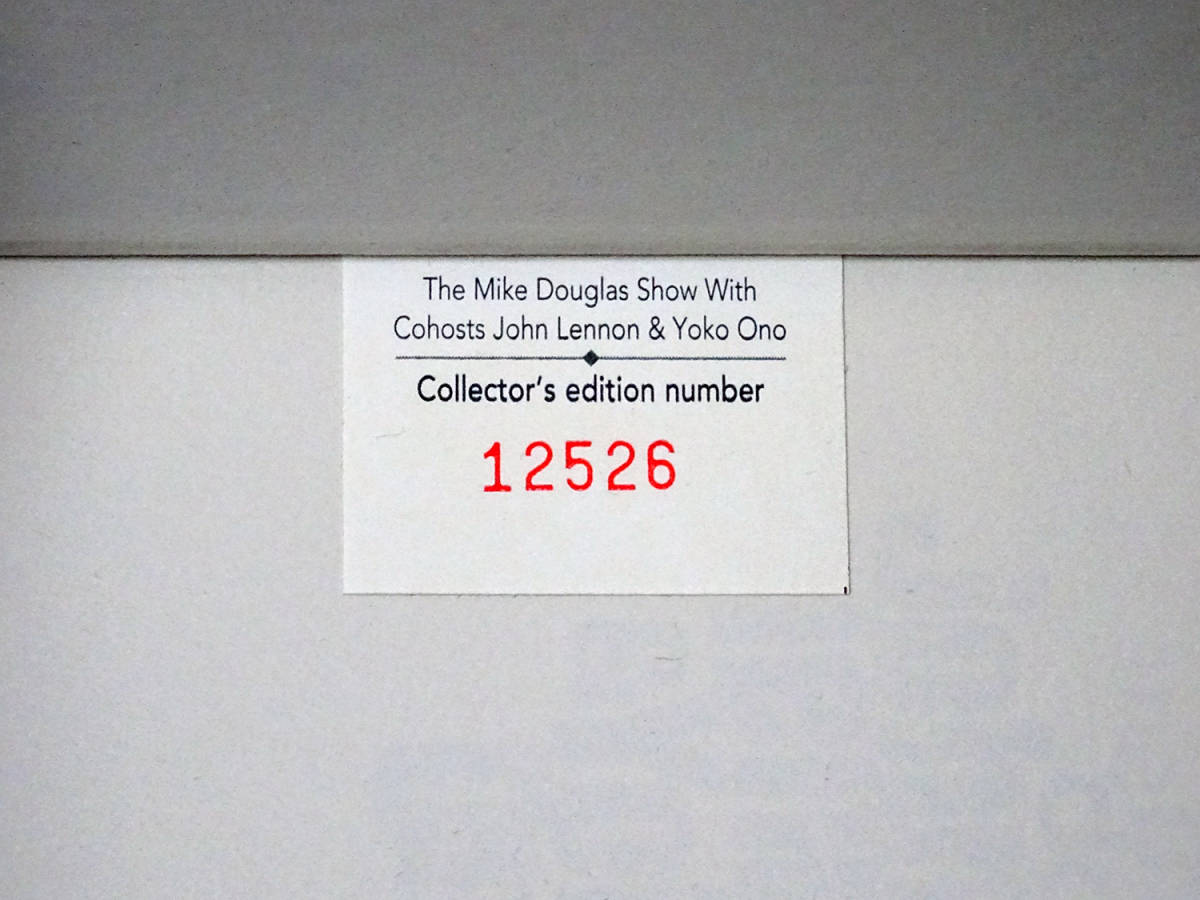 The Mike Douglas Show With
Cohosts John Lennon & Yoko Ono
Collector's edition number
12526